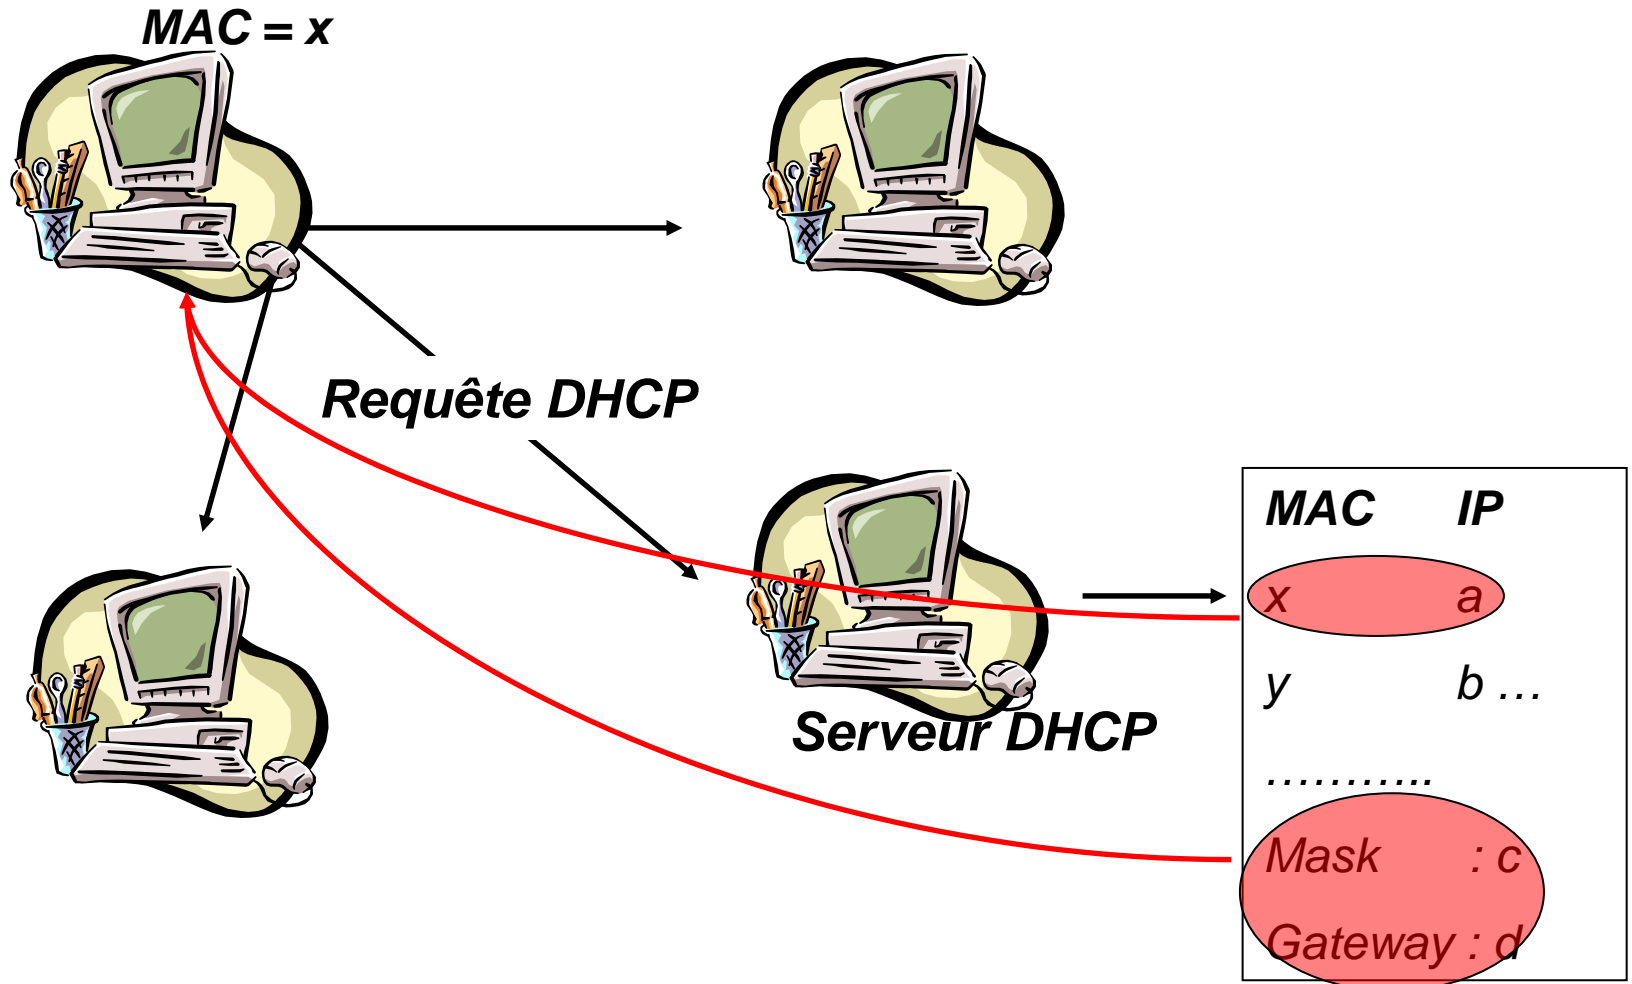 MAC = x
Requête DHCP
Serveur DHCP
MAC IP
x a
y b …
………..
Mask : c
Gateway : d